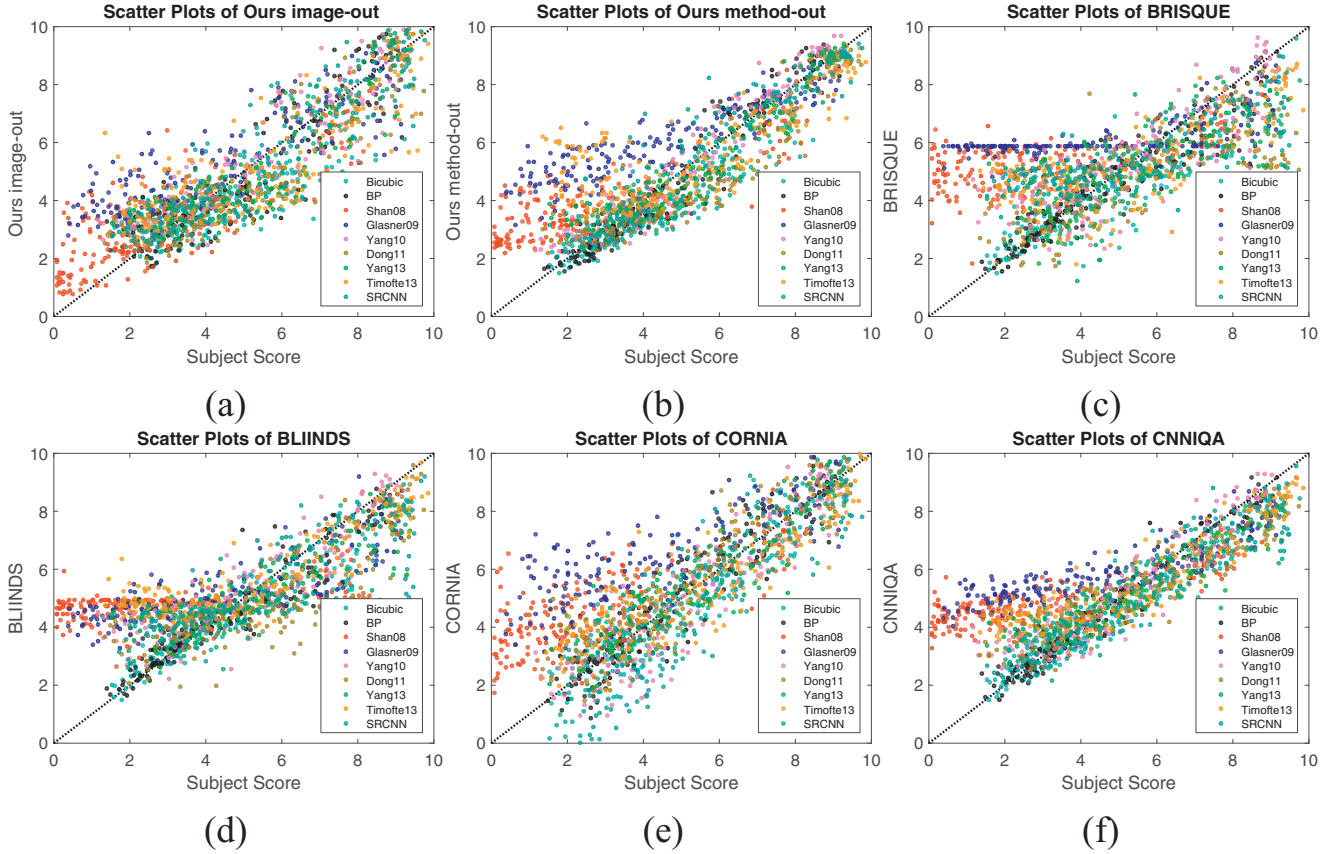 Scatter Plots of Ours image-out
Ours image-out
10
8
6
4
2
0
Bicubic
BP
Shan08
Glasner09
Yang10
Dong11
Yang13
Timofte13
SRCNN
0 2 4 6 8 10
Subject Score
(a)
Scatter Plots of Ours method-out
Ours method-out
10
8
6
4
2
0
Bicubic
BP
Shan08
Glasner09
Yang10
Dong11
Yang13
Timofte13
SRCNN
0 2 4 6 8 10
Subject Score
(b)
Scatter Plots of BRISQUE
BRISQUE
10
8
6
4
2
0
Bicubic
BP
Shan08
Glasner09
Yang10
Dong11
Yang13
Timofte13
SRCNN
0 2 4 6 8 10
Subject Score
(c)
Scatter Plots of BLIINDS
BLIINDS
10
8
6
4
2
0
Bicubic
BP
Shan08
Glasner09
Yang10
Dong11
Yang13
Timofte13
SRCNN
0 2 4 6 8 10
Subject Score
(d)
Scatter Plots of CORNIA
CORNIA
10
8
6
4
2
0
Bicubic
BP
Shan08
Glasner09
Yang10
Dong11
Yang13
Timofte13
SRCNN
0 2 4 6 8 10
Subject Score
(e)
Scatter Plots of CNNIQA
CNNIQA
10
8
6
4
2
0
Bicubic
BP
Shan08
Glasner09
Yang10
Dong11
Yang13
Timofte13
SRCNN
0 2 4 6 8 10
Subject Score
(f)